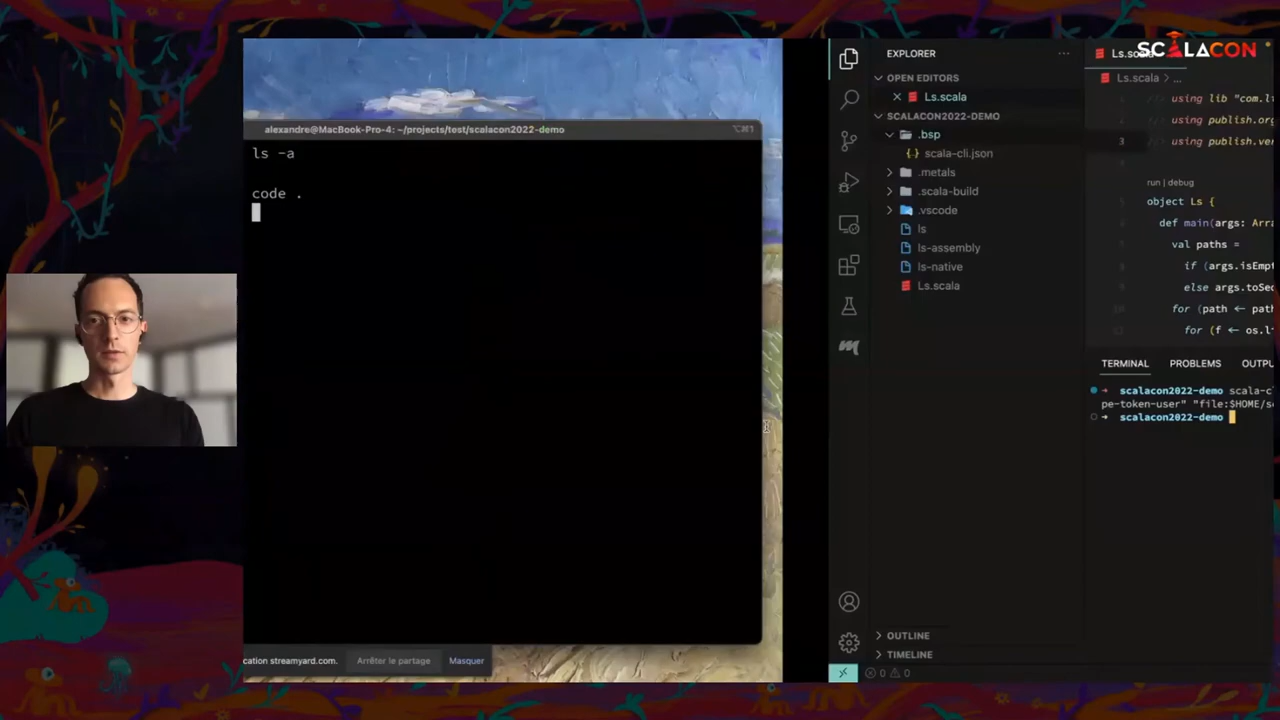 alexandre@MacBook-Pro-4: ~/projects/test/scalacon2022-demo
⌥⌘1
ls -a
code .
cation streamyard.com.
Arrêter le partage
Masquer
EXPLORER
OPEN EDITORS
Ls.scala
SCALACON2022-DEMO
.bsp
{} scala-cli.json
.metals
.scala-build
.vscode
ls
ls-assembly
ls-native
Ls.scala
OUTLINE
TIMELINE
0 0
SCALACON
Ls.scala > ...
using lib "com.l
using publish.or
3 using publish.ve
run | debug
object Ls {
def main(args: Arr
val paths =
if (args.isEmp
else args.toSe
for (path <- pat
for (f <- os.l
TERMINAL PROBLEMS OUTPU
scalacon2022-demo scala-c
pe-token-user" "file:$HOME/s
scalacon2022-demo